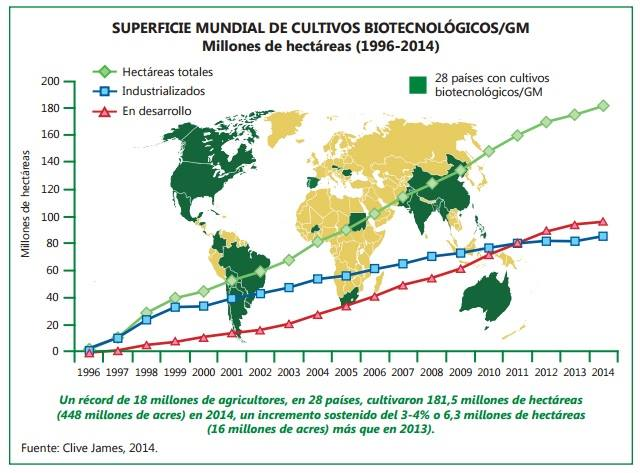 SUPERFICIE MUNDIAL DE CULTIVOS BIOTECNOLÓGICOS/GM
Millones de hectáreas (1996-2014)
Hectáreas totales
Industrializados
En desarrollo
28 países con cultivos
biotecnológicos/GM
Millones de hectáreas
200
180
160
140
120
100
80
60
40
20
0
1996 1997 1998 1999 2000 2001 2002 2003 2004 2005 2006 2007 2008 2009 2010 2011 2012 2013 2014
Un récord de 18 millones de agricultores, en 28 países, cultivaron 181,5 millones de hectáreas
(448 millones de acres) en 2014, un incremento sostenido del 3-4% o 6,3 millones de hectáreas
(16 millones de acres) más que en 2013).
Fuente: Clive James, 2014.